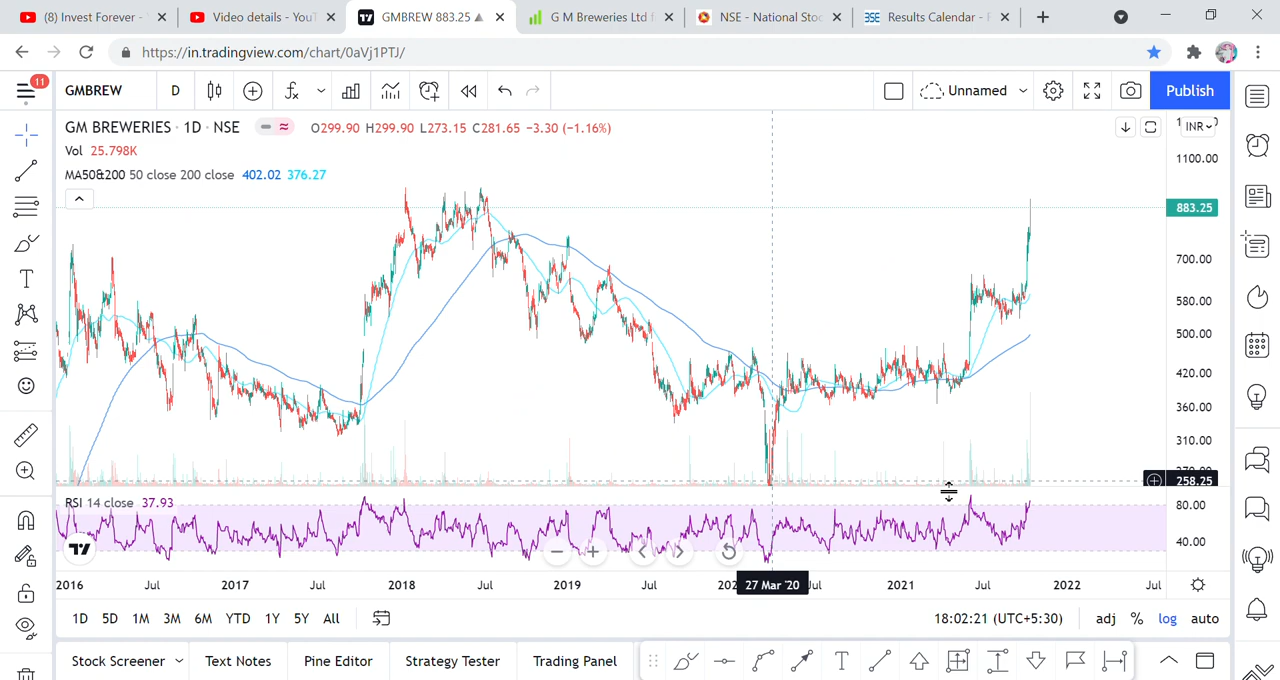 (8) Invest Forever -
Video details - YouT
GMBREW 883.25
G M Breweries Ltd f
NSE - National Stoc
BSE
Results Calendar - F
https://in.tradingview.com/chart/0aVj1PTJ/
11
GMBREW
D
Unnamed
Publish
GM BREWERIES · 1D · NSE
O299.90 H299.90 L273.15 C281.65 −3.30 (−1.16%)
INR
Vol 25.798K
MA50&200 50 close 200 close 402.02 376.27
1100.00
883.25
700.00
580.00
500.00
420.00
360.00
310.00
258.25
RSI 14 close 37.93
80.00
40.00
2016
Jul
2017
Jul
2018
Jul
2019
Jul
27 Mar '20
2021
Jul
2022
Jul
1D 5D 1M 3M 6M YTD 1Y 5Y All
18:02:21 (UTC+5:30)
adj % log auto
Stock Screener
Text Notes
Pine Editor
Strategy Tester
Trading Panel